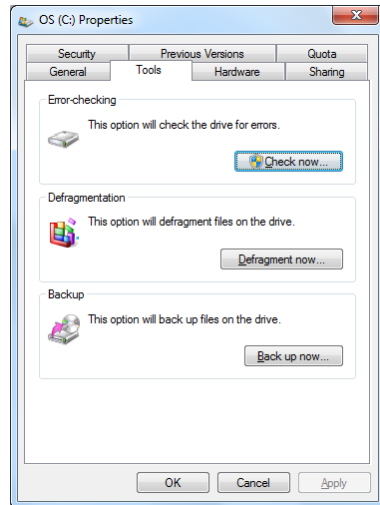 OS (C:) Properties
Security Previous Versions Quota
General Tools Hardware Sharing
Error-checking
This option will check the drive for errors.
Check now...
Defragmentation
This option will defragment files on the drive.
Defragment now...
Backup
This option will back up files on the drive.
Back up now...
OK Cancel Apply